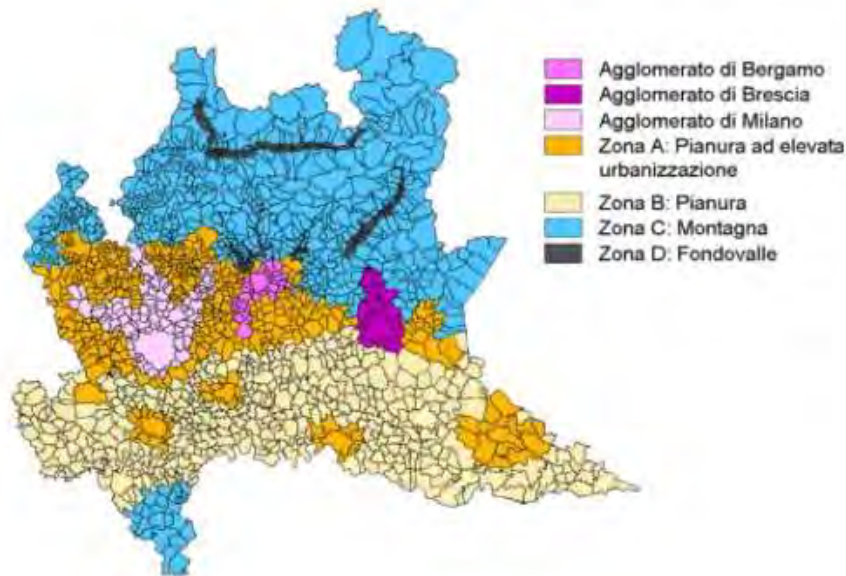 Agglomerato di Bergamo
Agglomerato di Brescia
Agglomerato di Milano
Zona A: Pianura ad elevata
urbanizzazione
Zona B: Pianura
Zona C: Montagna
Zona D: Fondovalle